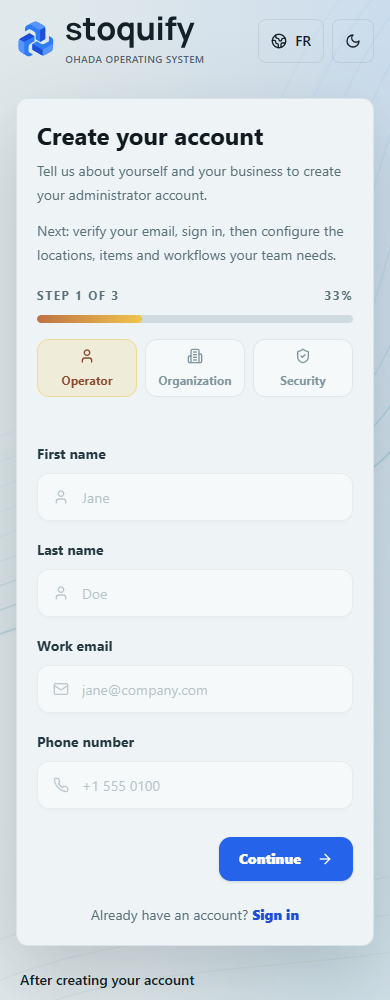 stoquify
OHADA OPERATING SYSTEM
FR
Create your account
Tell us about yourself and your business to create
your administrator account.
Next: verify your email, sign in, then configure the
locations, items and workflows your team needs.
STEP 1 OF 3
33%
Operator
Organization
Security
First name
Jane
Last name
Doe
Work email
jane@company.com
Phone number
+1 555 0100
Continue
Already have an account? Sign in
After creating your account